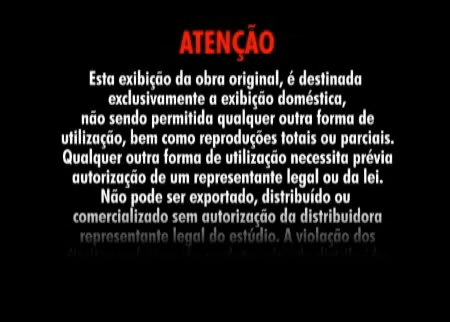 ATENÇÃO
Esta exibição da obra original, é destinada
exclusivamente a exibição doméstica,
não sendo permitida qualquer outra forma de
utilização, bem como reproduções totais ou parciais.
Qualquer outra forma de utilização necessita prévia
autorização de um representante legal ou da lei.
Não pode ser exportado, distribuído ou
comercializado sem autorização da distribuidora
representante legal do estúdio. A violação dos